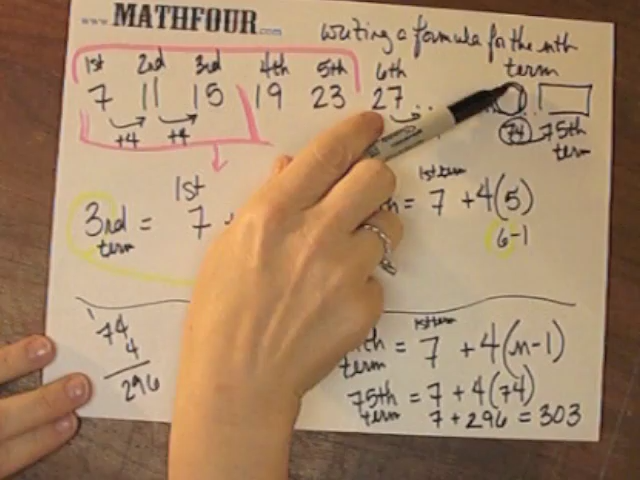 www.MATHFOUR.com
writing a formula for the nth term
1st 2nd 3rd 4th 5th 6th
7 11 15 19 23 27 ...
+4 +4
74 75th term
3rd term = 1st 7 +
= 1st term 7 + 4(5)
6-1
term = 1st term 7 + 4(n-1)
75th term = 7 + 4(74)
7 + 296 = 303
1
74
4
296